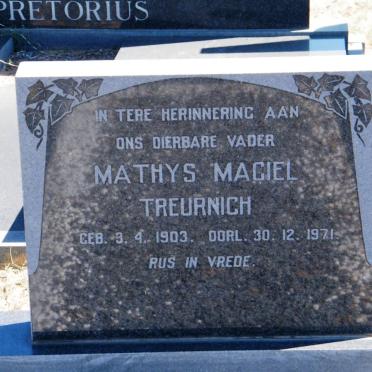 PRETORIUS
IN TERE HERINNERING AAN
ONS DIERBARE VADER
MATHYS MAGIEL
TREURNICH
GEB. 3. 4. 1903. OORL. 30. 12. 1971.
RUS IN VREDE.